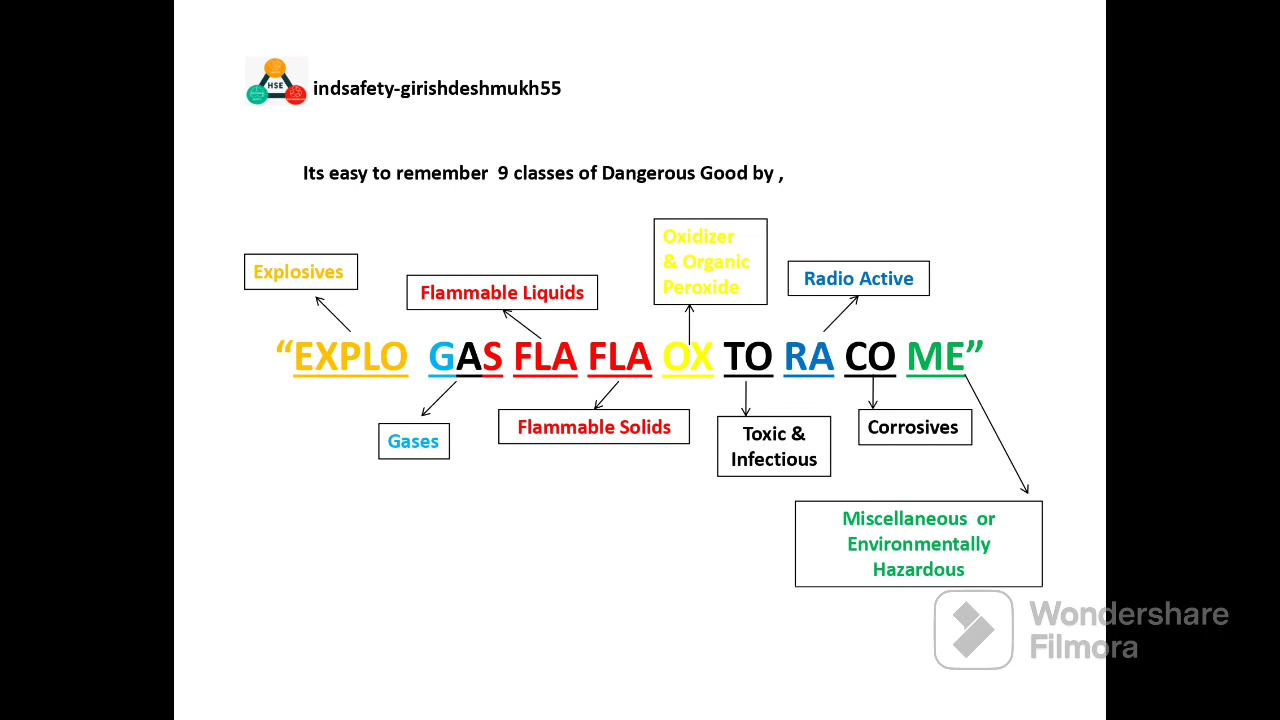 HSE
indsafety-girishdeshmukh55
Its easy to remember 9 classes of Dangerous Good by ,
Oxidizer
& Organic
Peroxide
Explosives
Flammable Liquids
Radio Active
“EXPLO GAS FLA FLA OX TO RA CO ME”
Gases
Flammable Solids
Toxic &
Infectious
Corrosives
Miscellaneous or
Environmentally
Hazardous
Wondershare
Filmora